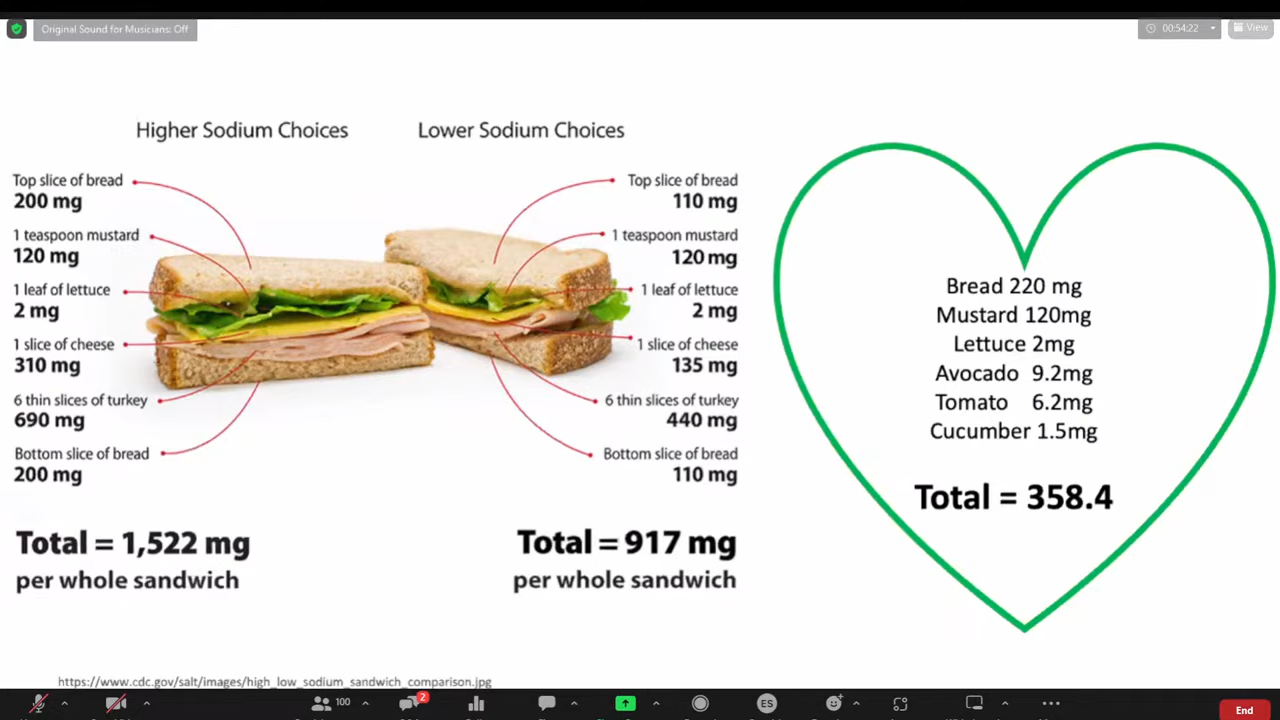 Original Sound for Musicians: Off
00:54:22
View
Higher Sodium Choices
Top slice of bread
200 mg
1 teaspoon mustard
120 mg
1 leaf of lettuce
2 mg
1 slice of cheese
310 mg
6 thin slices of turkey
690 mg
Bottom slice of bread
200 mg
Total = 1,522 mg
per whole sandwich
Lower Sodium Choices
Top slice of bread
110 mg
1 teaspoon mustard
120 mg
1 leaf of lettuce
2 mg
1 slice of cheese
135 mg
6 thin slices of turkey
440 mg
Bottom slice of bread
110 mg
Total = 917 mg
per whole sandwich
Bread 220 mg
Mustard 120mg
Lettuce 2mg
Avocado 9.2mg
Tomato 6.2mg
Cucumber 1.5mg
Total = 358.4
https://www.cdc.gov/salt/images/high_low_sodium_sandwich_comparison.jpg
100
2
ES
End